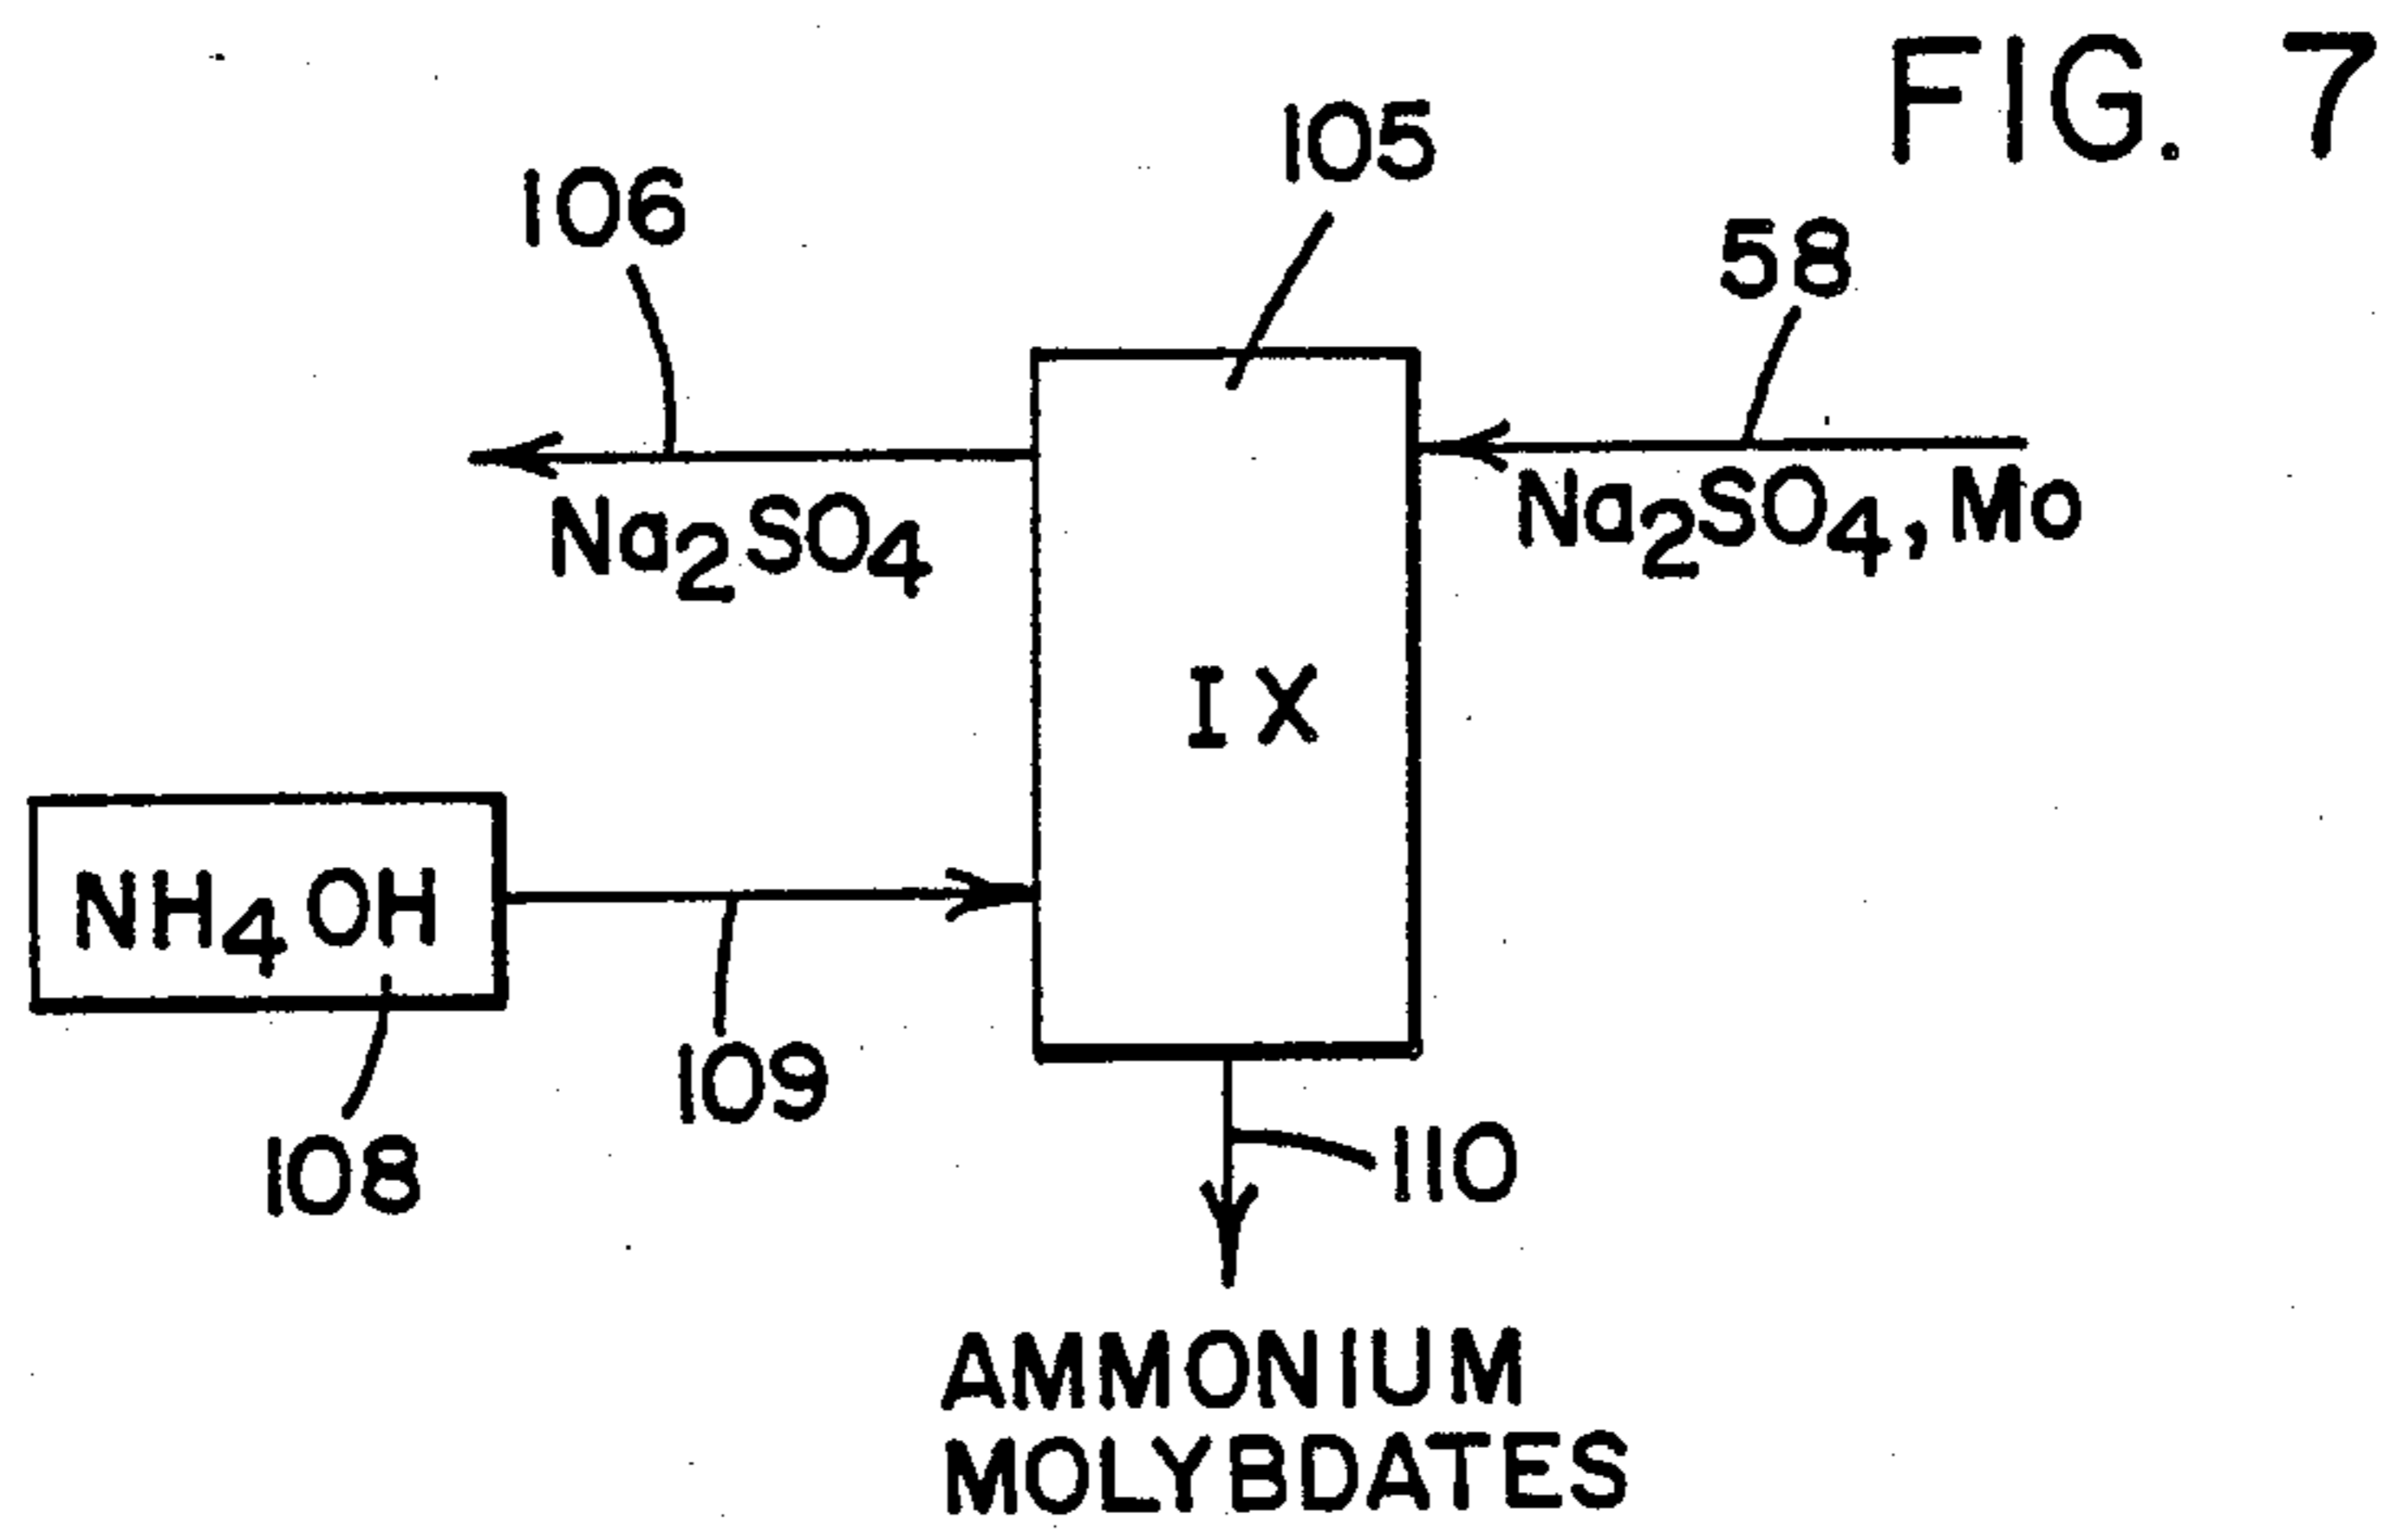 FIG. 7
105
106
58
Na2SO4
Na2SO4, Mo
IX
NH4OH
109
108
110
AMMONIUM
MOLYBDATES